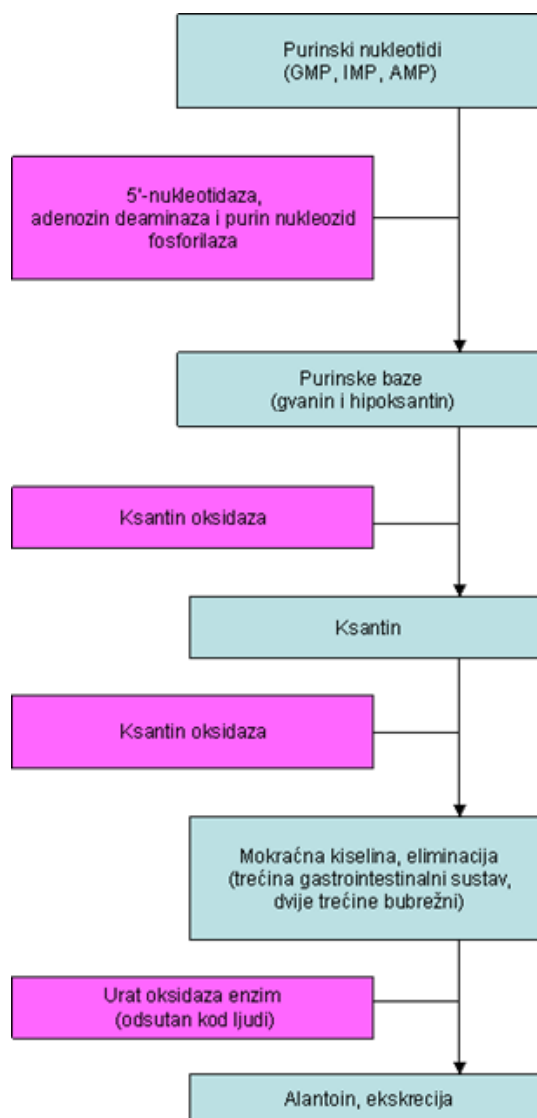 Purinski nukleotidi
(GMP, IMP, AMP)
5'-nukleotidaza,
adenozin deaminaza i purin nukleozid
fosforilaza
Purinske baze
(gvanin i hipoksantin)
Ksantin oksidaza
Ksantin
Ksantin oksidaza
Mokraćna kiselina, eliminacija
(trećina gastrointestinalni sustav,
dvije trećine bubrežni)
Urat oksidaza enzim
(odsutan kod ljudi)
Alantoin, ekskrecija